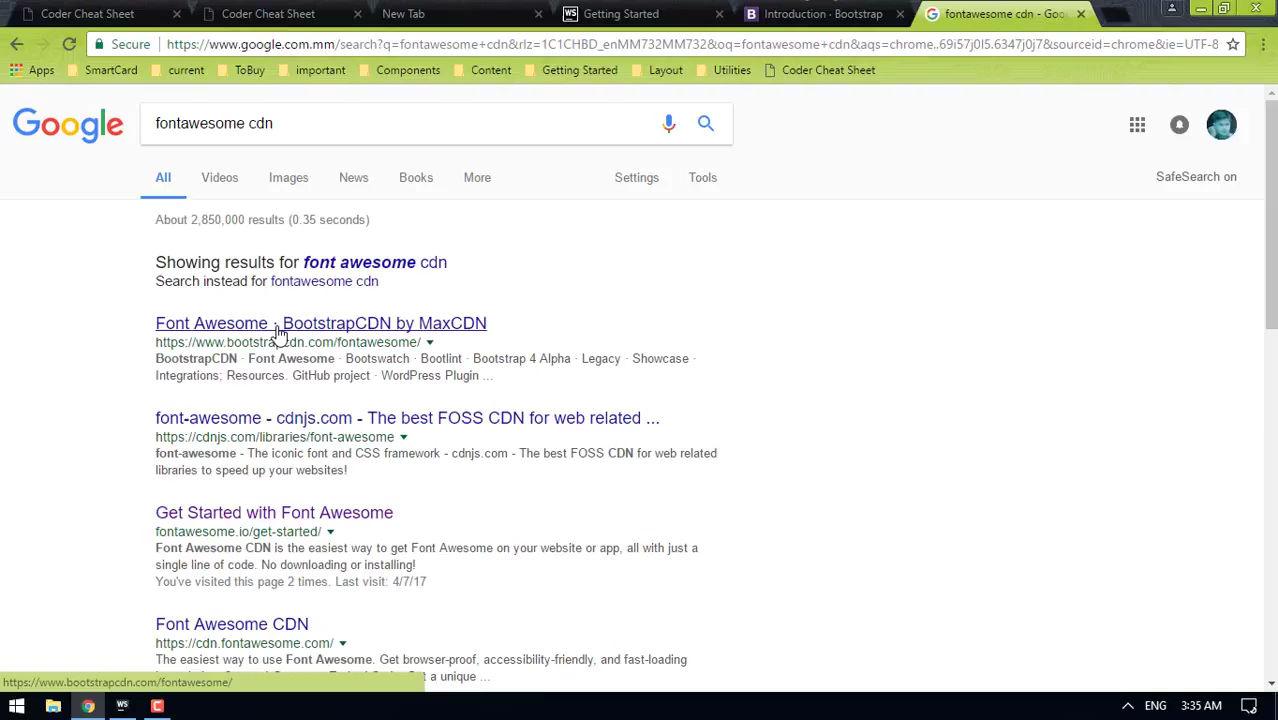 Coder Cheat Sheet
Coder Cheat Sheet
New Tab
WS Getting Started
B Introduction · Bootstrap
fontawesome cdn - Goo
Secure https://www.google.com.mm/search?q=fontawesome+cdn&rlz=1C1CHBD_enMM732MM732&oq=fontawesome+cdn&aqs=chrome..69i57j0l5.6347j0j7&sourceid=chrome&ie=UTF-8
Apps SmartCard current ToBuy important Components Content Getting Started Layout Utilities Coder Cheat Sheet
Google
fontawesome cdn
All Videos Images News Books More Settings Tools
SafeSearch on
About 2,850,000 results (0.35 seconds)
Showing results for font awesome cdn
Search instead for fontawesome cdn
Font Awesome · BootstrapCDN by MaxCDN
https://www.bootstrapcdn.com/fontawesome/
BootstrapCDN · Font Awesome · Bootswatch · Bootlint · Bootstrap 4 Alpha · Legacy · Showcase ·
Integrations; Resources. GitHub project · WordPress Plugin ...
font-awesome - cdnjs.com - The best FOSS CDN for web related ...
https://cdnjs.com/libraries/font-awesome
font-awesome - The iconic font and CSS framework - cdnjs.com - The best FOSS CDN for web related
libraries to speed up your websites!
Get Started with Font Awesome
fontawesome.io/get-started/
Font Awesome CDN is the easiest way to get Font Awesome on your website or app, all with just a
single line of code. No downloading or installing!
You've visited this page 2 times. Last visit: 4/7/17
Font Awesome CDN
https://cdn.fontawesome.com/
The easiest way to use Font Awesome. Get browser-proof, accessibility-friendly, and fast-loading
a unique ...
https://www.bootstrapcdn.com/fontawesome/
WS
ENG 3:35 AM